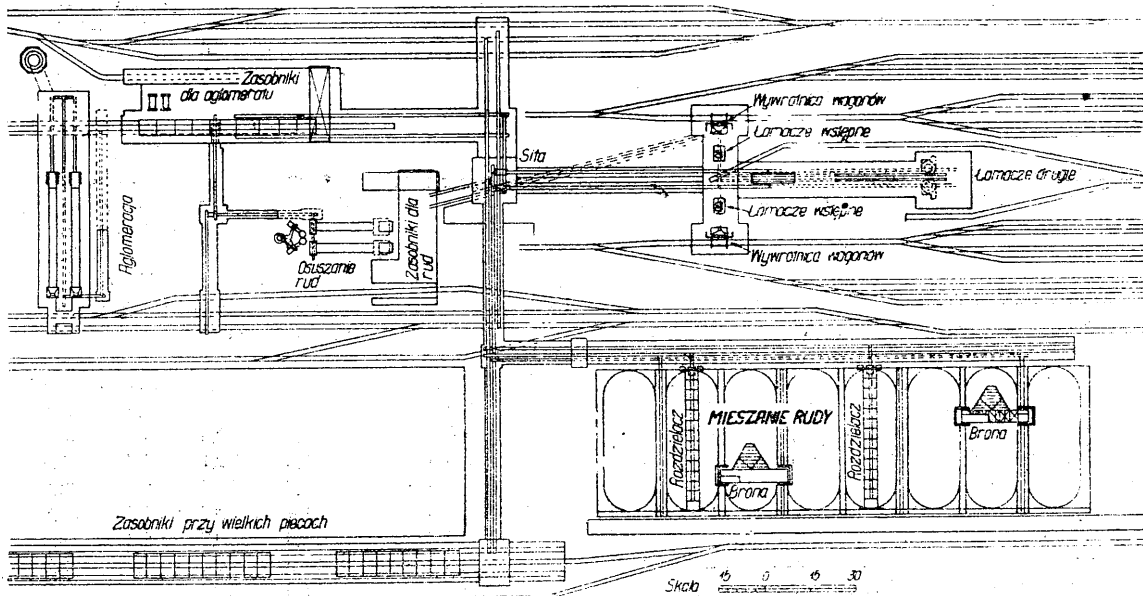 Zasobniki
dla aglomeratu
Wywrotnica wagonów
Łamacze wstępne
Sita
Łamacze drugie
Łamacze wstępne
Wywrotnica wagonów
Aglomeracja
Osuszanie
rud
Zasobniki dla
rud
MIESZANIE RUDY
Rozdzielacz
Brona
Rozdzielacz
Brona
Zasobniki przy wielkich piecach
Skala 15 0 15 30